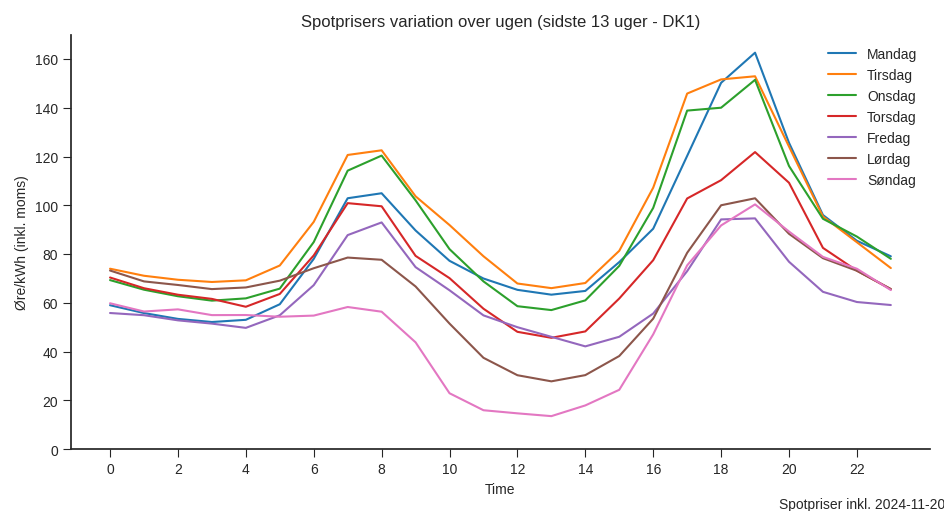 Spotprisers variation over ugen (sidste 13 uger - DK1)
Øre/kWh (inkl. moms)
160
140
120
100
80
60
40
20
0
Mandag
Tirsdag
Onsdag
Torsdag
Fredag
Lørdag
Søndag
0 2 4 6 8 10 12 14 16 18 20 22
Time
Spotpriser inkl. 2024-11-20